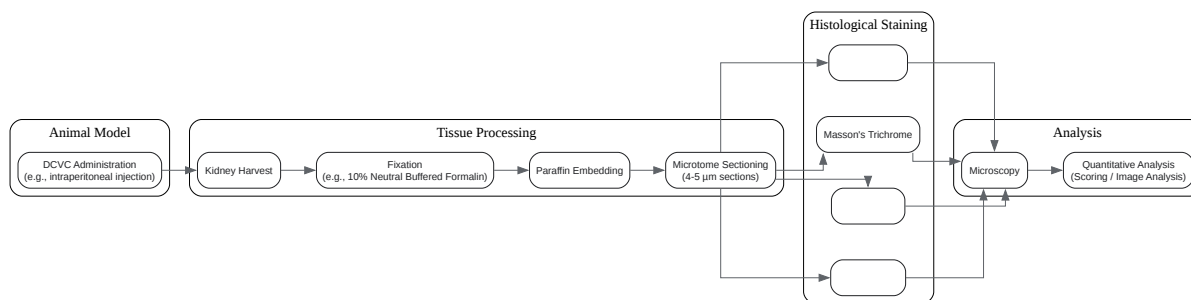 Histological Staining
Animal Model
DCVC Administration
(e.g., intraperitoneal injection)
Tissue Processing
Kidney Harvest
Fixation
(e.g., 10% Neutral Buffered Formalin)
Paraffin Embedding
Microtome Sectioning
(4-5 µm sections)
Masson's Trichrome
Analysis
Microscopy
Quantitative Analysis
(Scoring / Image Analysis)